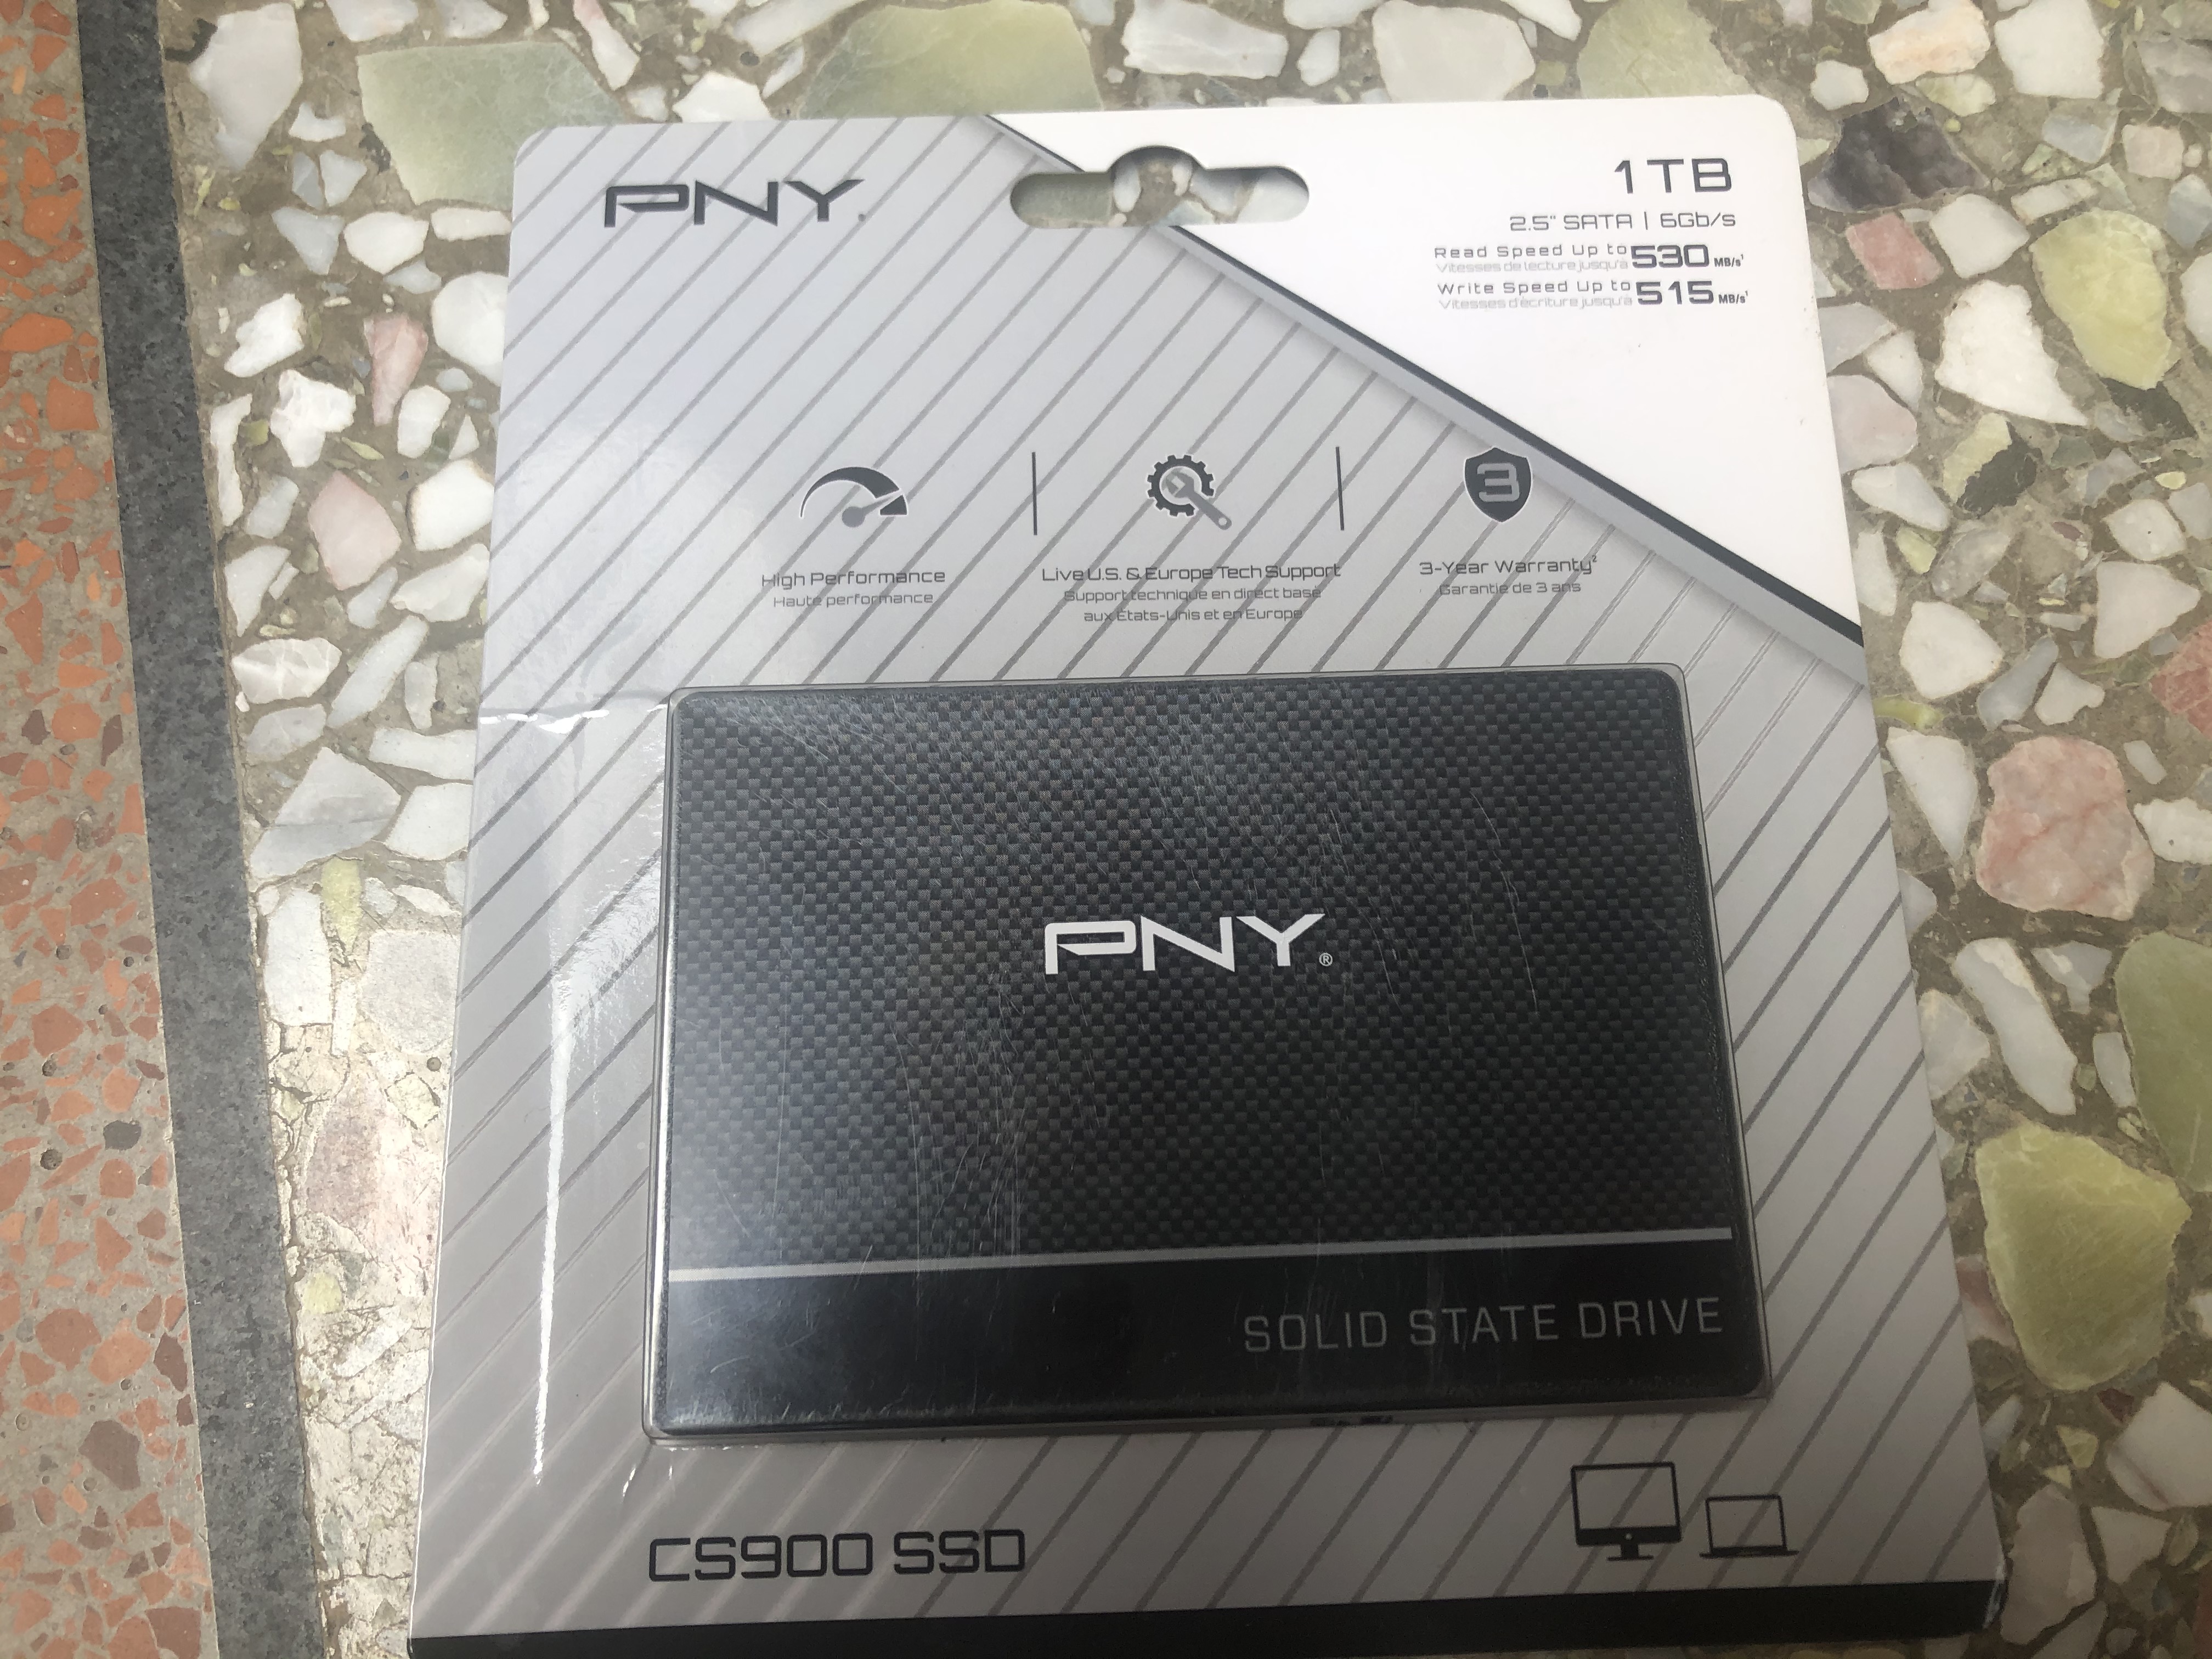 PNY
1TB
2.5" SATA | 6Gb/s
Read Speed Up to 530 MB/s¹
Vitesses de lecture jusqu'à
Write Speed Up to 515 MB/s¹
Vitesses d'écriture jusqu'à
3
High Performance
Haute performance
Live U.S. & Europe Tech Support
Support technique en direct basé
aux États-Unis et en Europe
3-Year Warranty²
Garantie de 3 ans
PNY®
SOLID STATE DRIVE
CS900 SSD